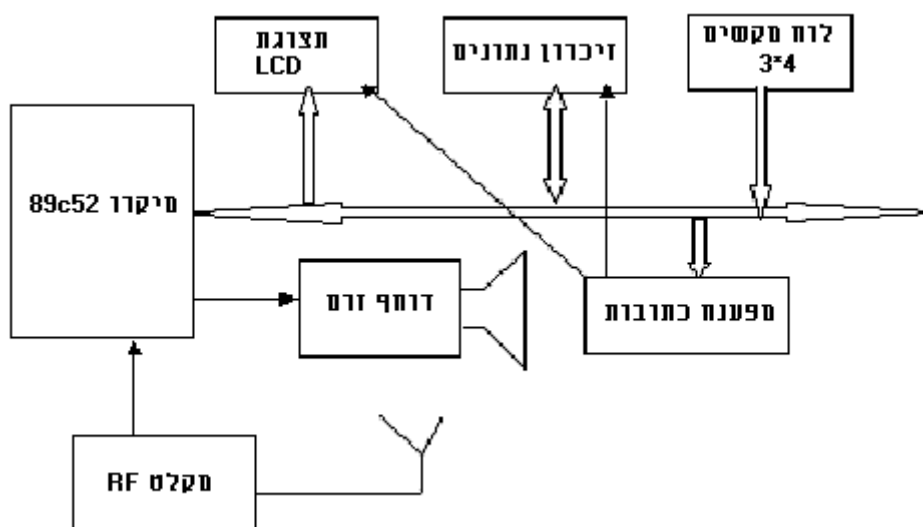 תצוגת
LCD
זיכרון נתונים
לוח מקשים
3*4
מיקרו 89c52
דוחף זרם
מפענח כתובות
מקלט RF